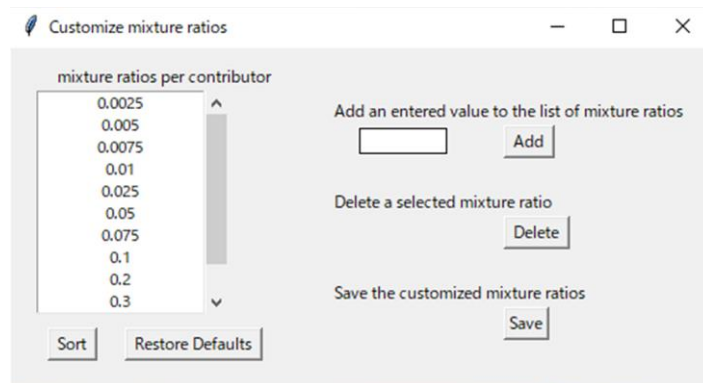 Customize mixture ratios
mixture ratios per contributor
0.0025
0.005
0.0075
0.01
0.025
0.05
0.075
0.1
0.2
0.3
Sort
Restore Defaults
Add an entered value to the list of mixture ratios
Add
Delete a selected mixture ratio
Delete
Save the customized mixture ratios
Save